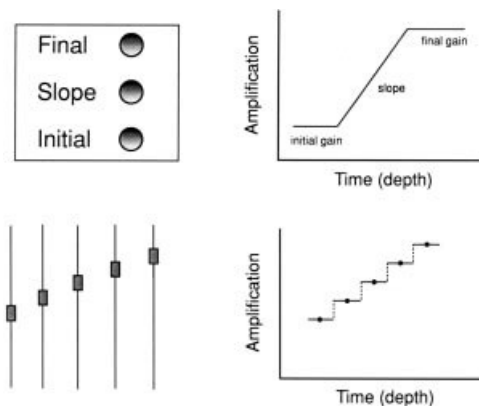 Final
Slope
Initial
Amplification
final gain
slope
initial gain
Time (depth)
Amplification
Time (depth)